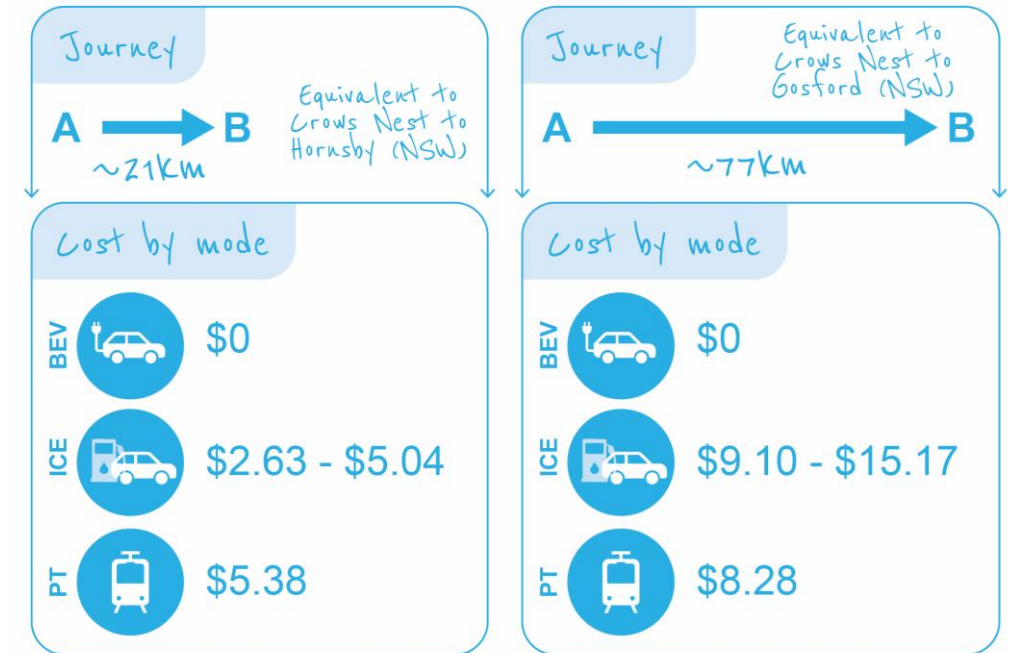 Journey
A
B
~21km
Equivalent to
Crows Nest to
Hornsby (NSW)
Cost by mode
BEV
$0
ICE
$2.63 - $5.04
PT
$5.38
Journey
Equivalent to
Crows Nest to
Gosford (NSW)
A
B
~77km
Cost by mode
BEV
$0
ICE
$9.10 - $15.17
PT
$8.28